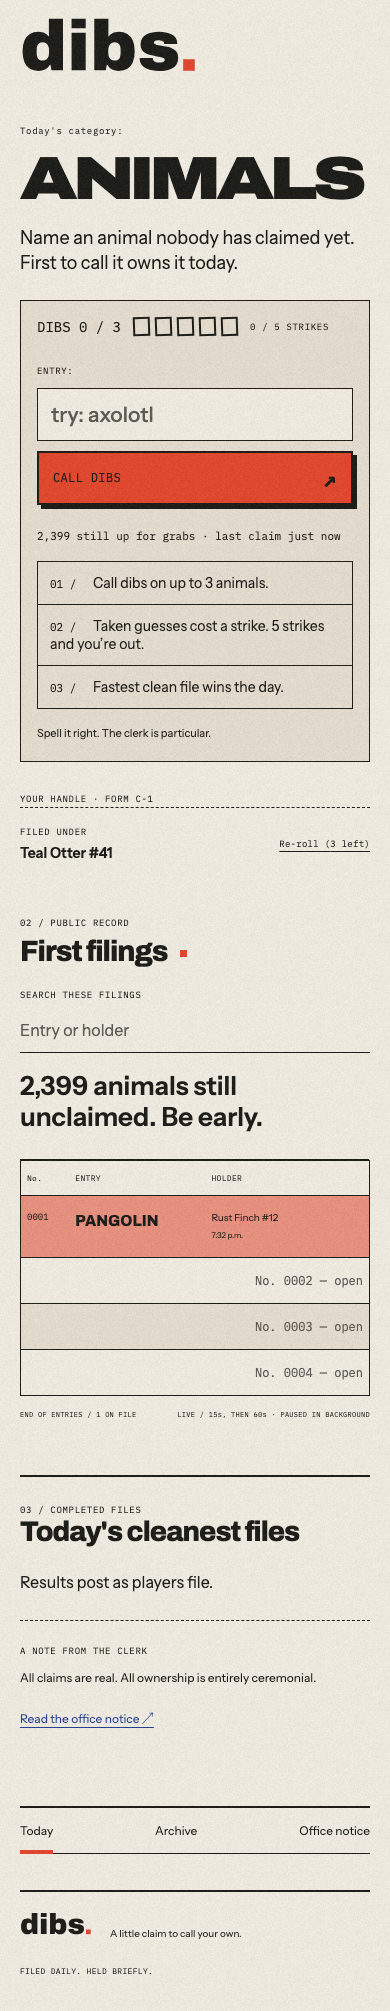 dibs.
Today's category:
ANIMALS
Name an animal nobody has claimed yet.
First to call it owns it today.
DIBS 0 / 3 0 / 5 STRIKES
ENTRY:
try: axolotl
CALL DIBS ↗
2,399 still up for grabs · last claim just now
01 / Call dibs on up to 3 animals.
02 / Taken guesses cost a strike. 5 strikes
and you're out.
03 / Fastest clean file wins the day.
Spell it right. The clerk is particular.
YOUR HANDLE · FORM C-1
FILED UNDER
Teal Otter #41
Re-roll (3 left)
02 / PUBLIC RECORD
First filings
SEARCH THESE FILINGS
Entry or holder
2,399 animals still
unclaimed. Be early.
No. ENTRY HOLDER
0001 PANGOLIN Rust Finch #12
7:32 p.m.
No. 0002 — open
No. 0003 — open
No. 0004 — open
END OF ENTRIES / 1 ON FILE LIVE / 15s, THEN 60s · PAUSED IN BACKGROUND
03 / COMPLETED FILES
Today's cleanest files
Results post as players file.
A NOTE FROM THE CLERK
All claims are real. All ownership is entirely ceremonial.
Read the office notice ↗
Today Archive Office notice
dibs. A little claim to call your own.
FILED DAILY. HELD BRIEFLY.